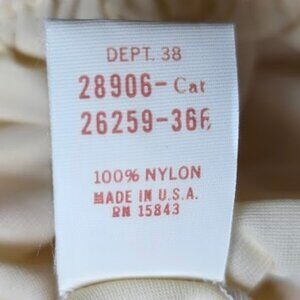 DEPT. 38
28906- Cat
26259-366
100% NYLON
MADE IN U.S.A.
RN 15843